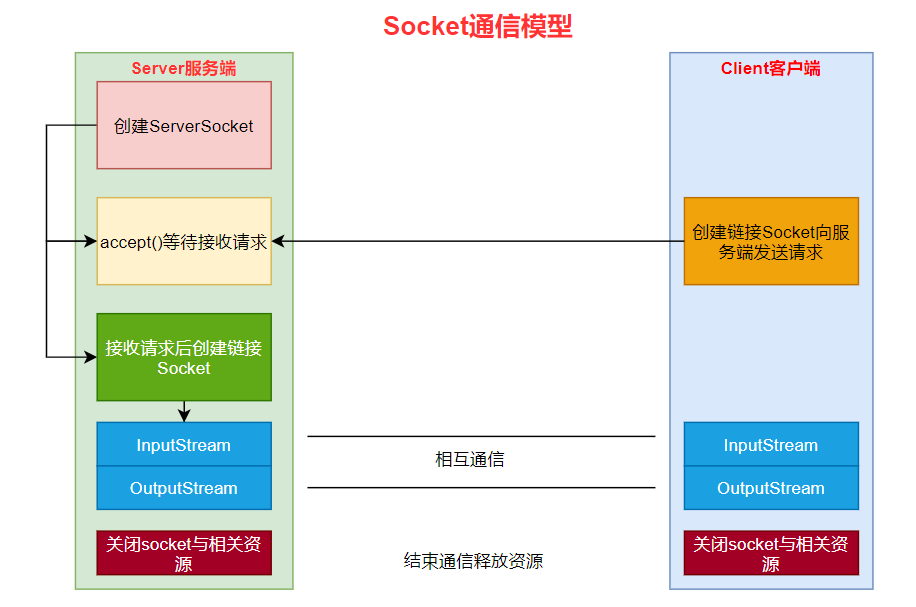 Socket通信模型
Server服务端
Client客户端
创建ServerSocket
accept()等待接收请求
创建链接Socket向服
务端发送请求
接收请求后创建链接
Socket
InputStream
OutputStream
相互通信
InputStream
OutputStream
关闭socket与相关资
源
结束通信释放资源
关闭socket与相关资
源